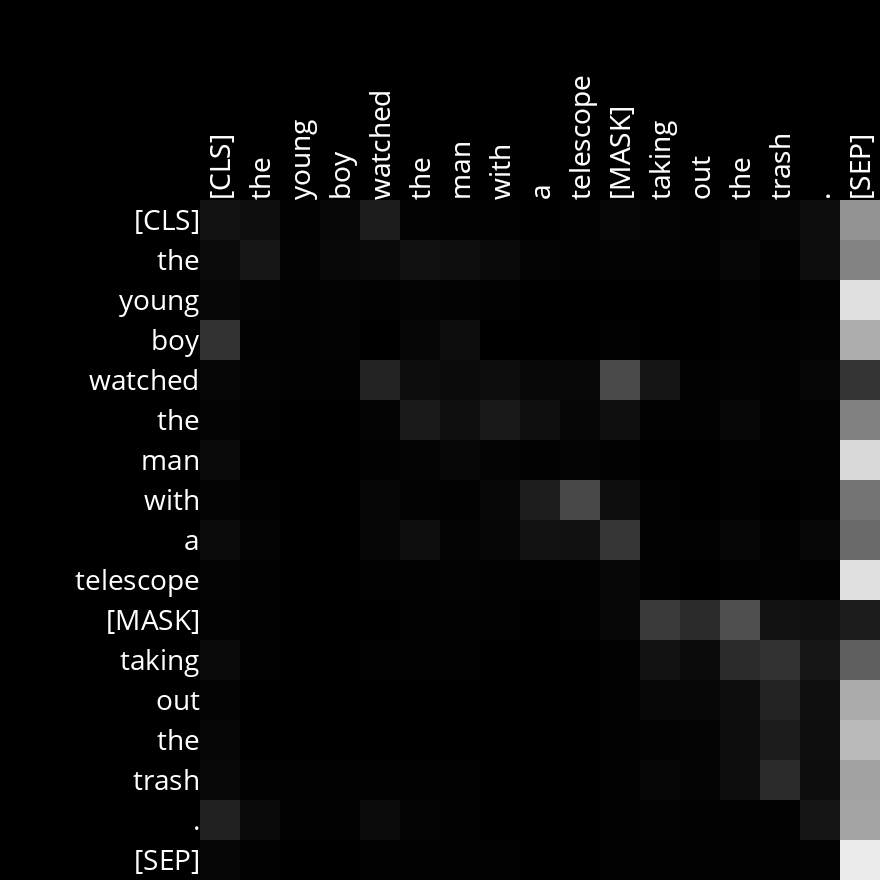 [CLS] the young boy watched the man with a telescope [MASK] taking out the trash . [SEP]
[CLS]
the
young
boy
watched
the
man
with
a
telescope
[MASK]
taking
out
the
trash
.
[SEP]